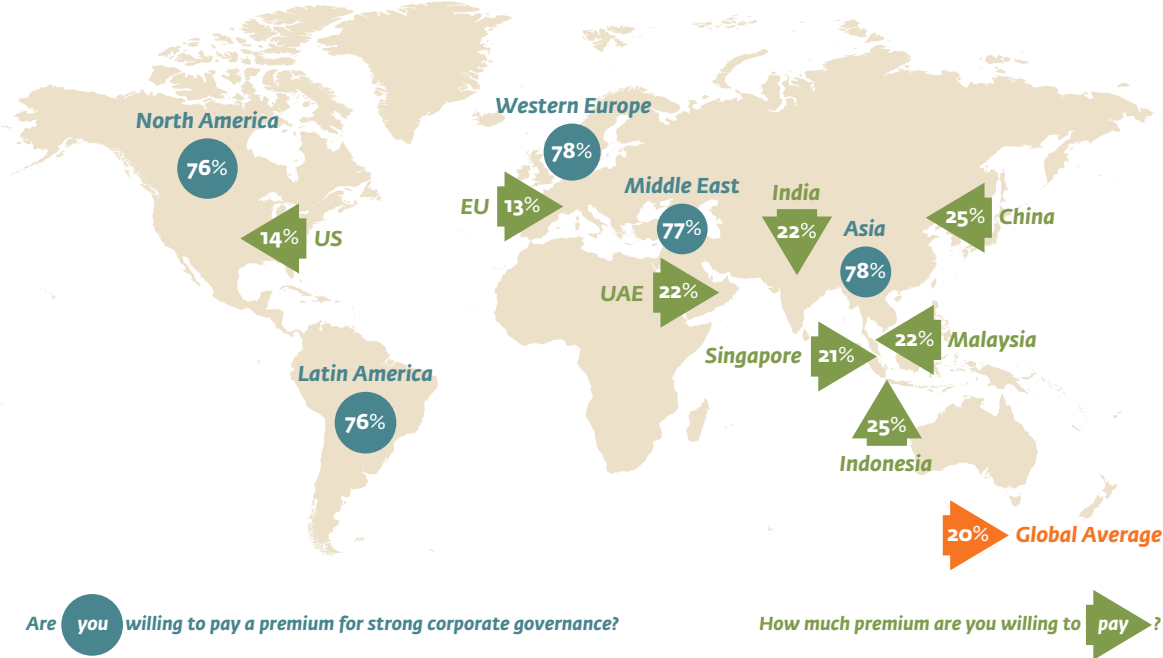 Western Europe
North America
78%
76%
Middle East
India
EU 13%
25% China
77%
22%
Asia
14% US
78%
UAE 22%
22% Malaysia
Singapore 21%
Latin America
76%
25%
Indonesia
20% Global Average
Are you willing to pay a premium for strong corporate governance?
How much premium are you willing to pay ?